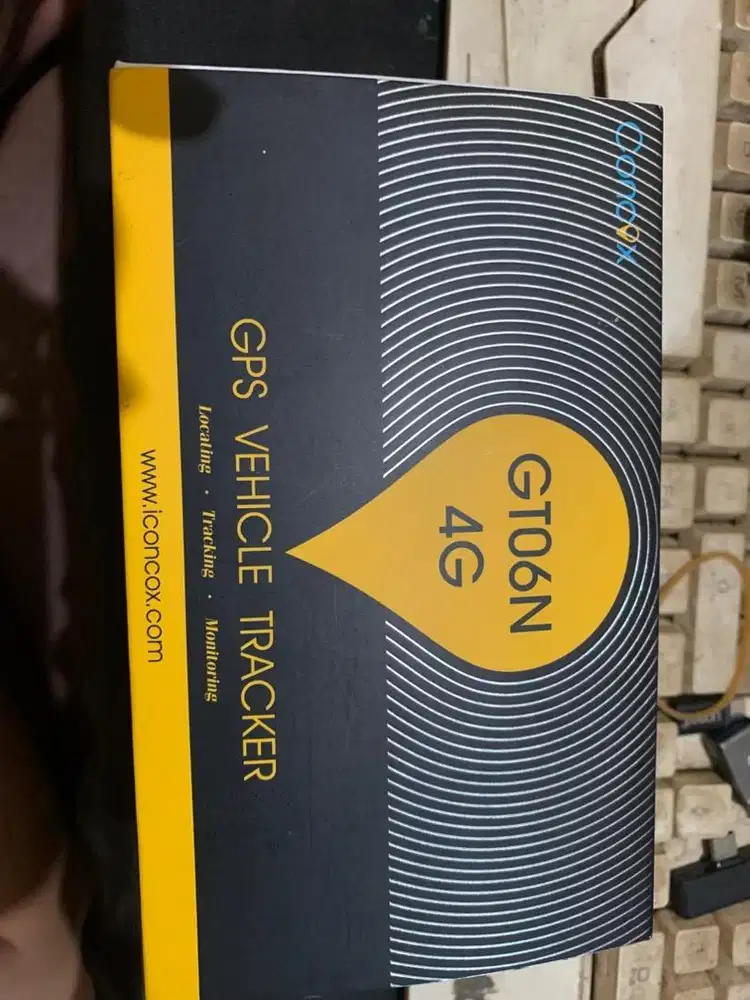 Concox
GT06N
4G
GPS VEHICLE TRACKER
Locating · Tracking · Monitoring
www.iconcox.com